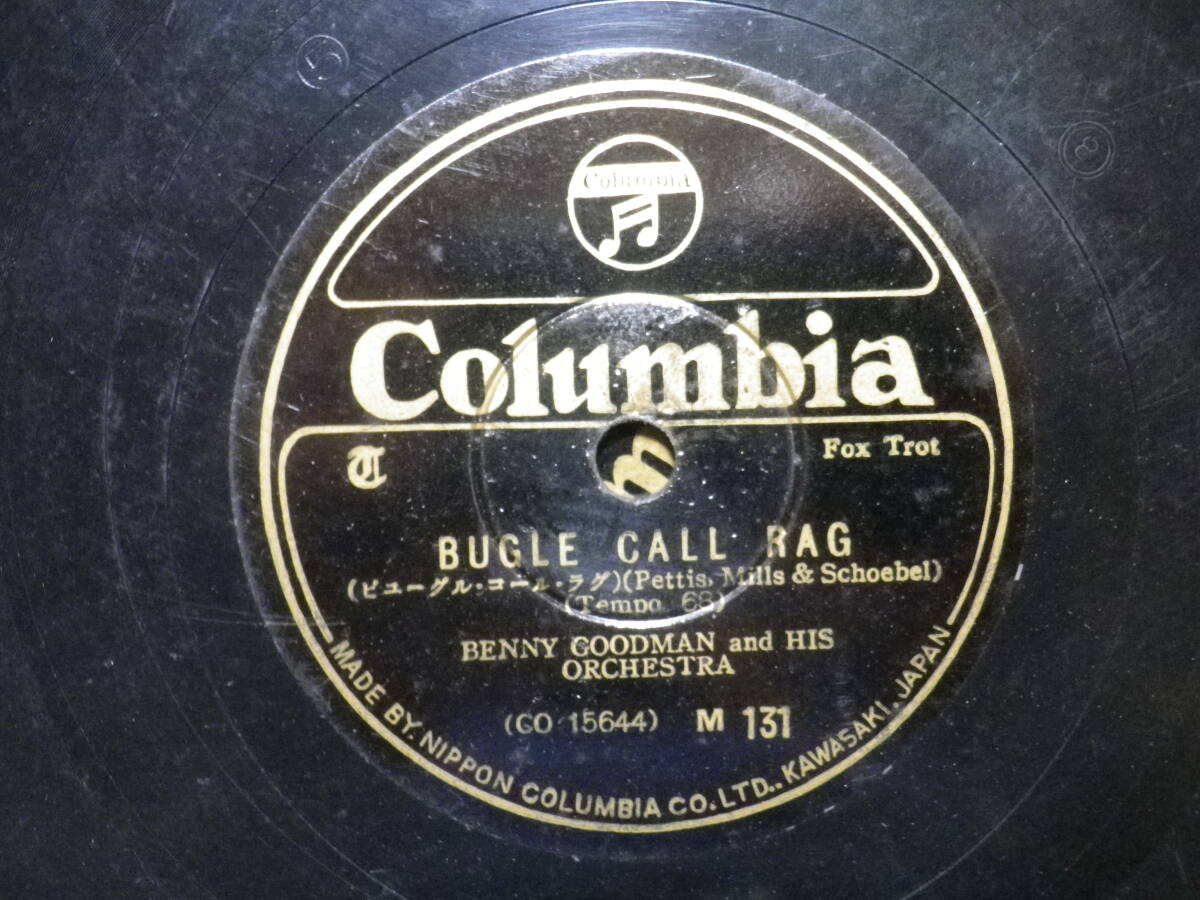 Columbia
Columbia
T
Fox Trot
BUGLE CALL RAG
(ビューグル・コール・ラグ)(Pettis, Mills & Schoebel)
(Tempo. 68)
BENNY GOODMAN and HIS
ORCHESTRA
(CO 15644) M 131
MADE BY. NIPPON COLUMBIA CO. LTD.. KAWASAKI. JAPAN